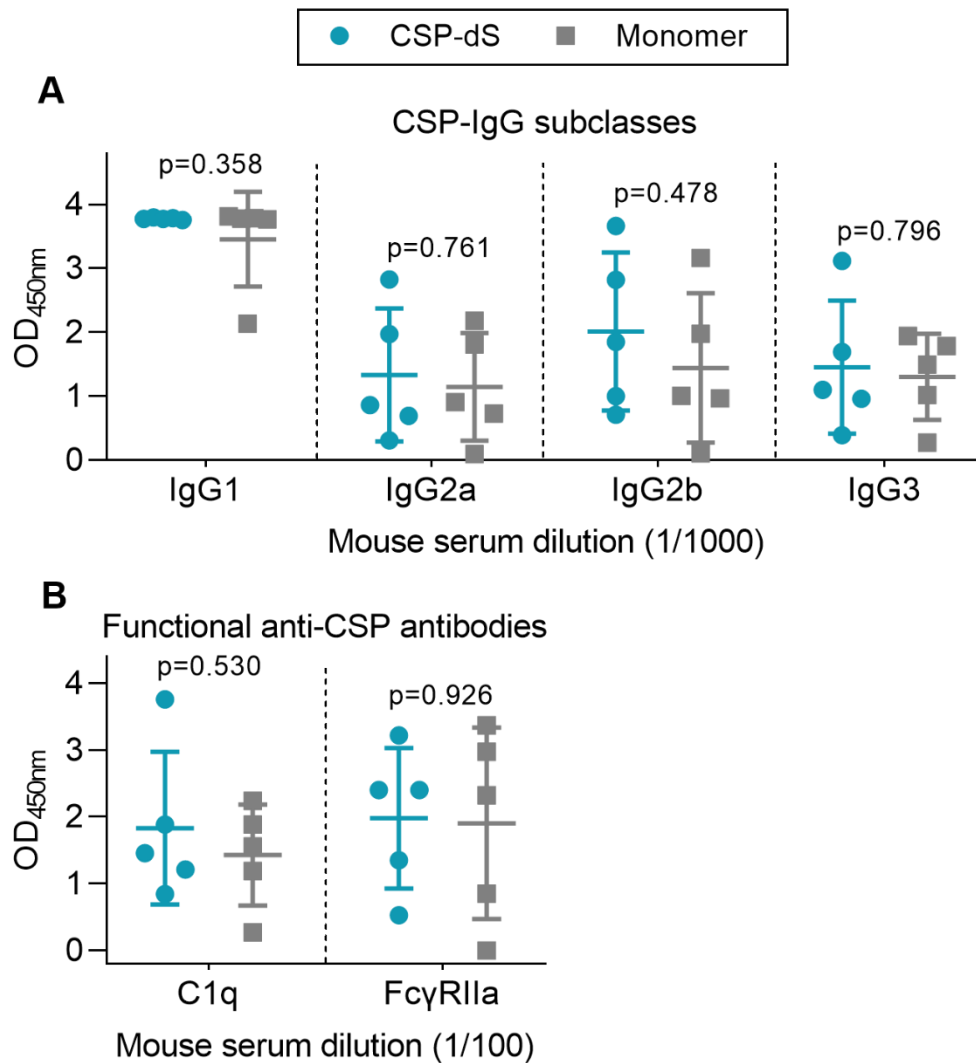 CSP-dS Monomer
A
CSP-IgG subclasses
p=0.358
p=0.761
p=0.478
p=0.796
OD450nm
4
3
2
1
0
IgG1 IgG2a IgG2b IgG3
Mouse serum dilution (1/1000)
B
Functional anti-CSP antibodies
p=0.530
p=0.926
OD450nm
4
3
2
1
0
C1q FcγRIIa
Mouse serum dilution (1/100)